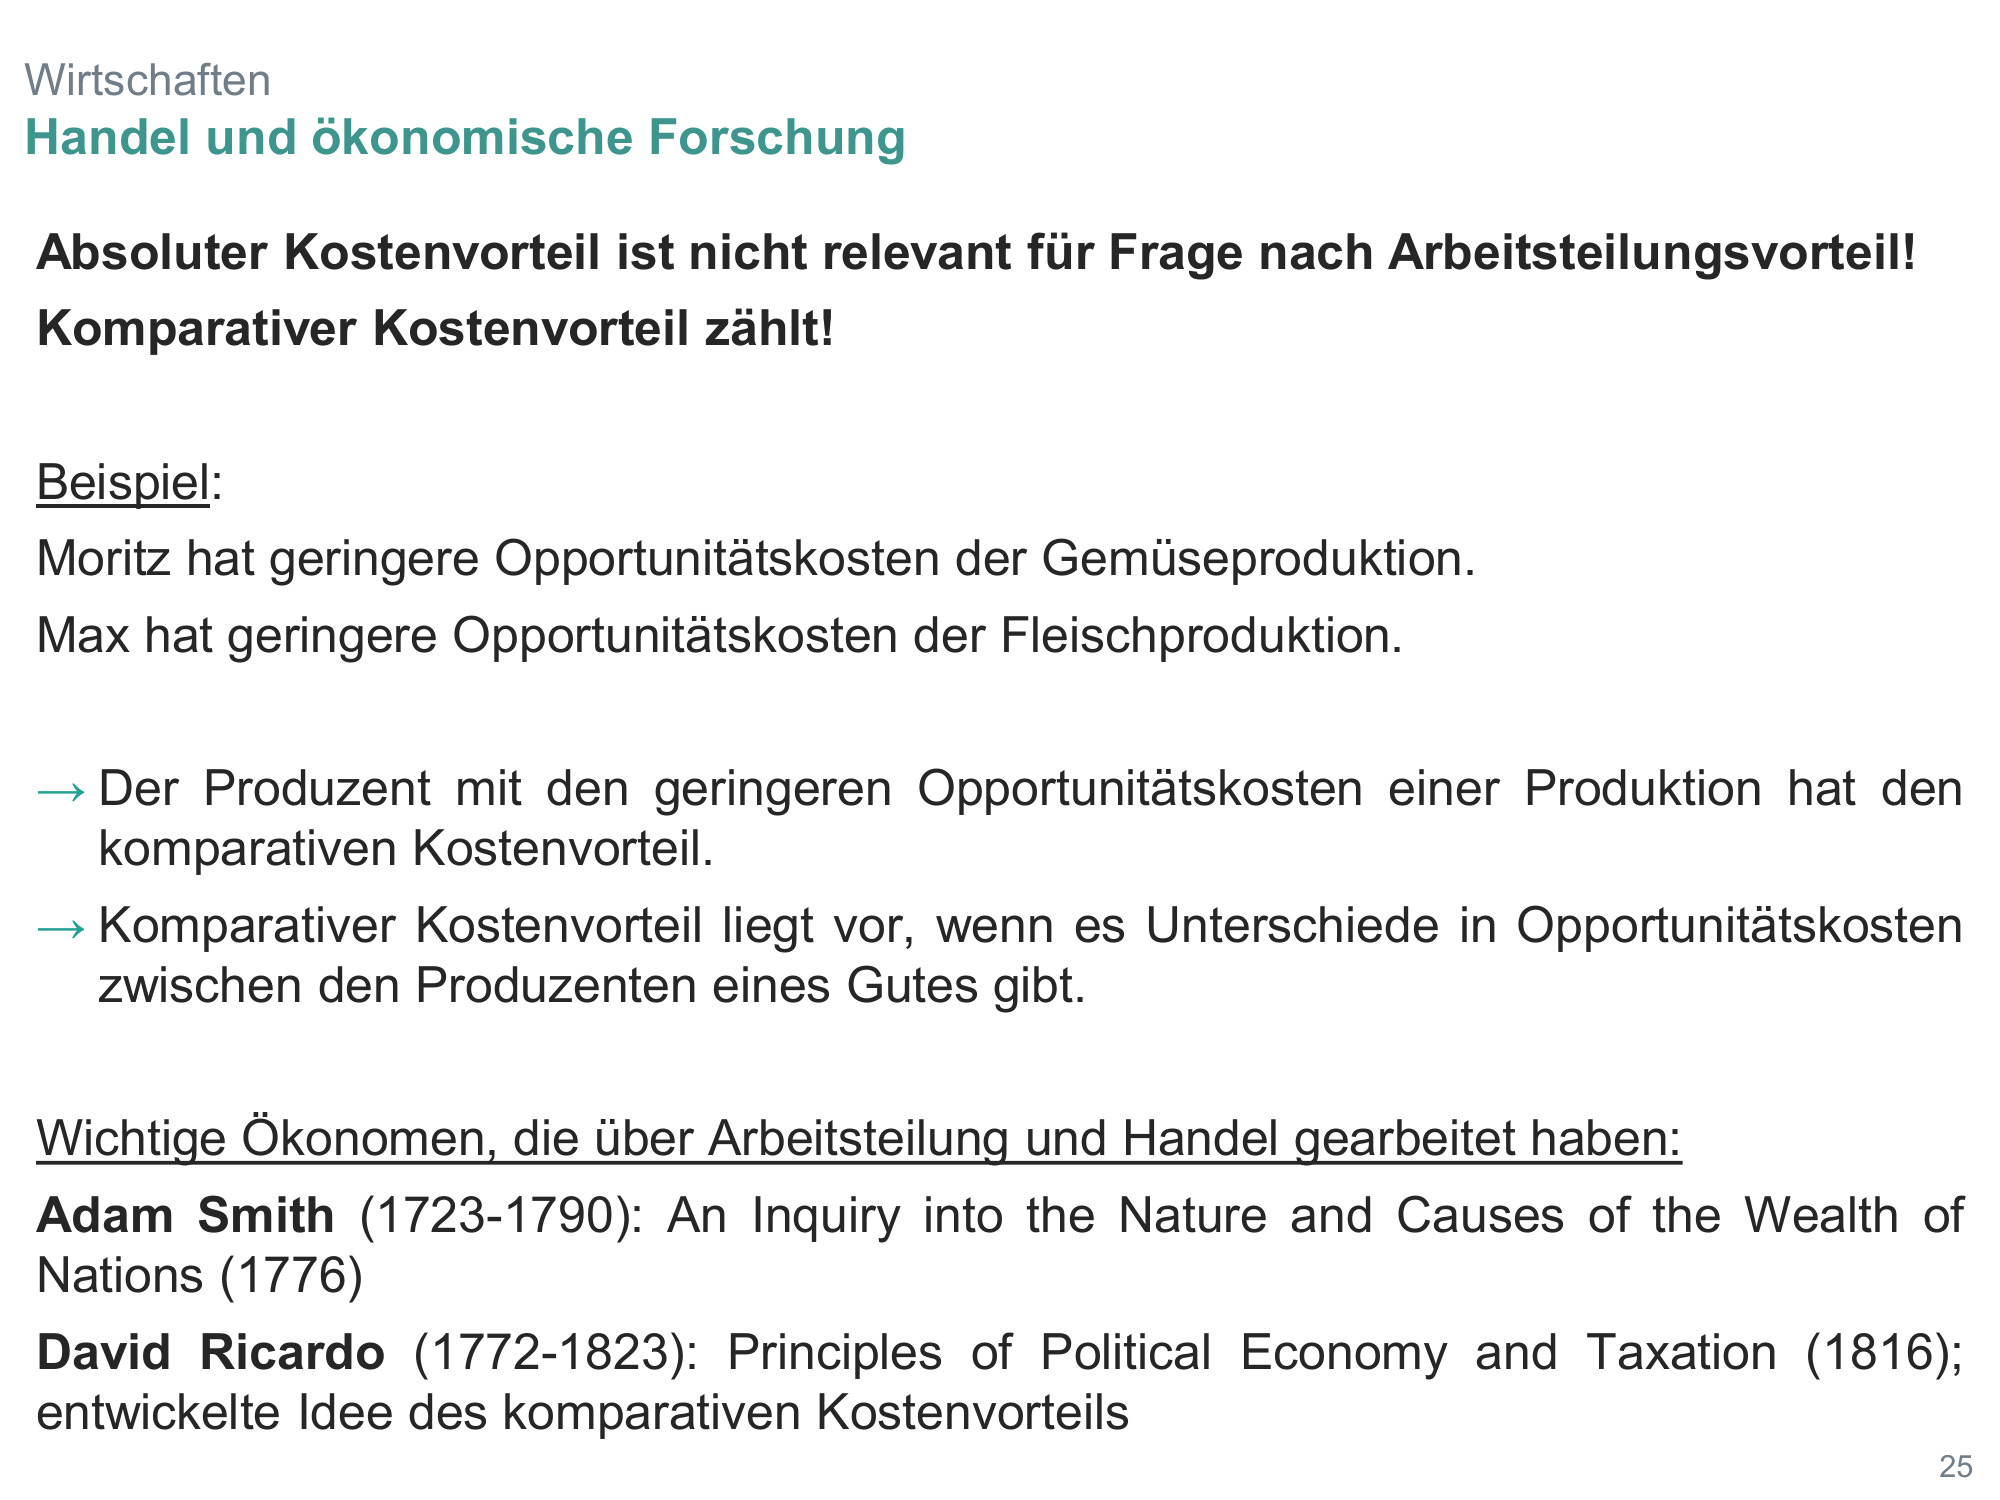 Wirtschaften
Handel und ökonomische Forschung
Absoluter Kostenvorteil ist nicht relevant für Frage nach Arbeitsteilungsvorteil!
Komparativer Kostenvorteil zählt!
Beispiel:
Moritz hat geringere Opportunitätskosten der Gemüseproduktion.
Max hat geringere Opportunitätskosten der Fleischproduktion.
→ Der Produzent mit den geringeren Opportunitätskosten einer Produktion hat den
komparativen Kostenvorteil.
→ Komparativer Kostenvorteil liegt vor, wenn es Unterschiede in Opportunitätskosten
zwischen den Produzenten eines Gutes gibt.
Wichtige Ökonomen, die über Arbeitsteilung und Handel gearbeitet haben:
Adam Smith (1723-1790): An Inquiry into the Nature and Causes of the Wealth of
Nations (1776)
David Ricardo (1772-1823): Principles of Political Economy and Taxation (1816);
entwickelte Idee des komparativen Kostenvorteils
25